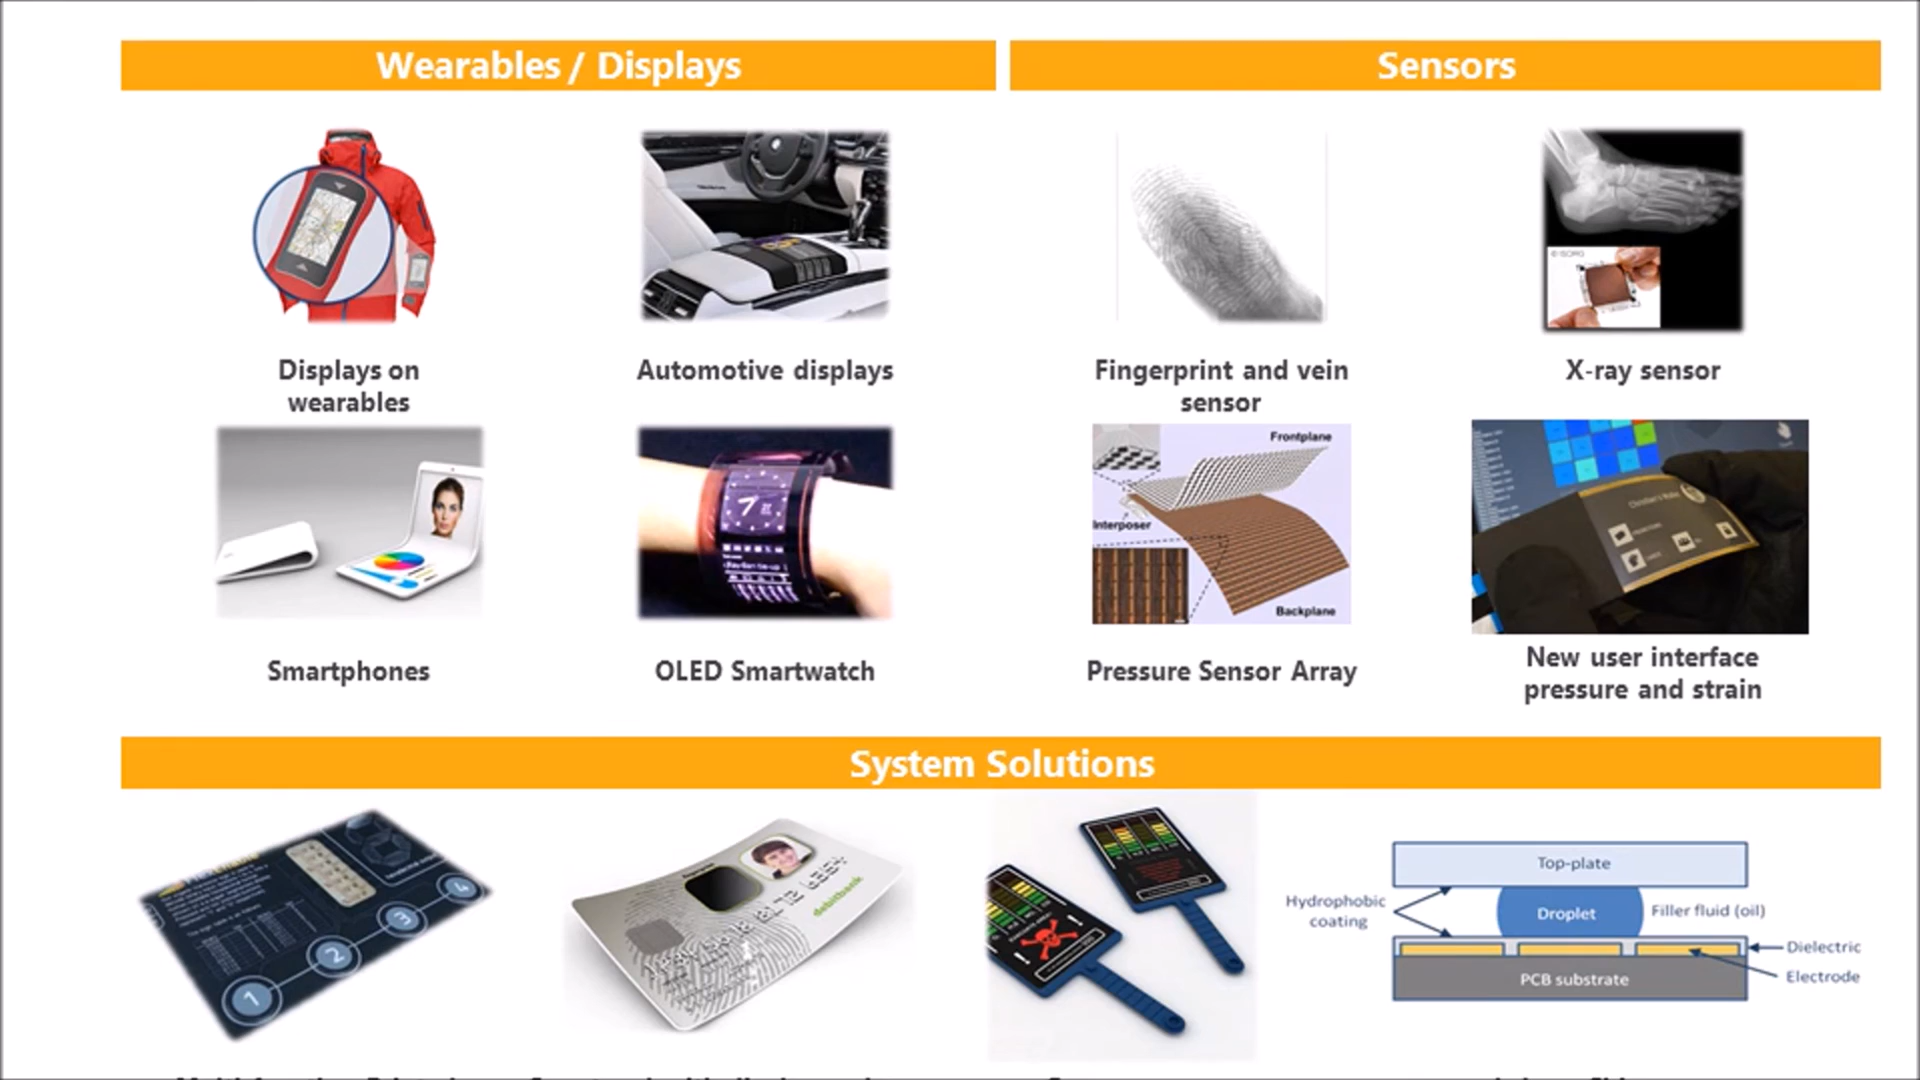 Wearables / Displays
Sensors
Displays on
wearables
Automotive displays
Fingerprint and vein
sensor
X-ray sensor
Frontplane
Interposer
Backplane
Smartphones
OLED Smartwatch
Pressure Sensor Array
New user interface
pressure and strain
System Solutions
1
2
3
4
debitbank
Top-plate
Hydrophobic
coating
Droplet
Filler fluid (oil)
Dielectric
Electrode
PCB substrate